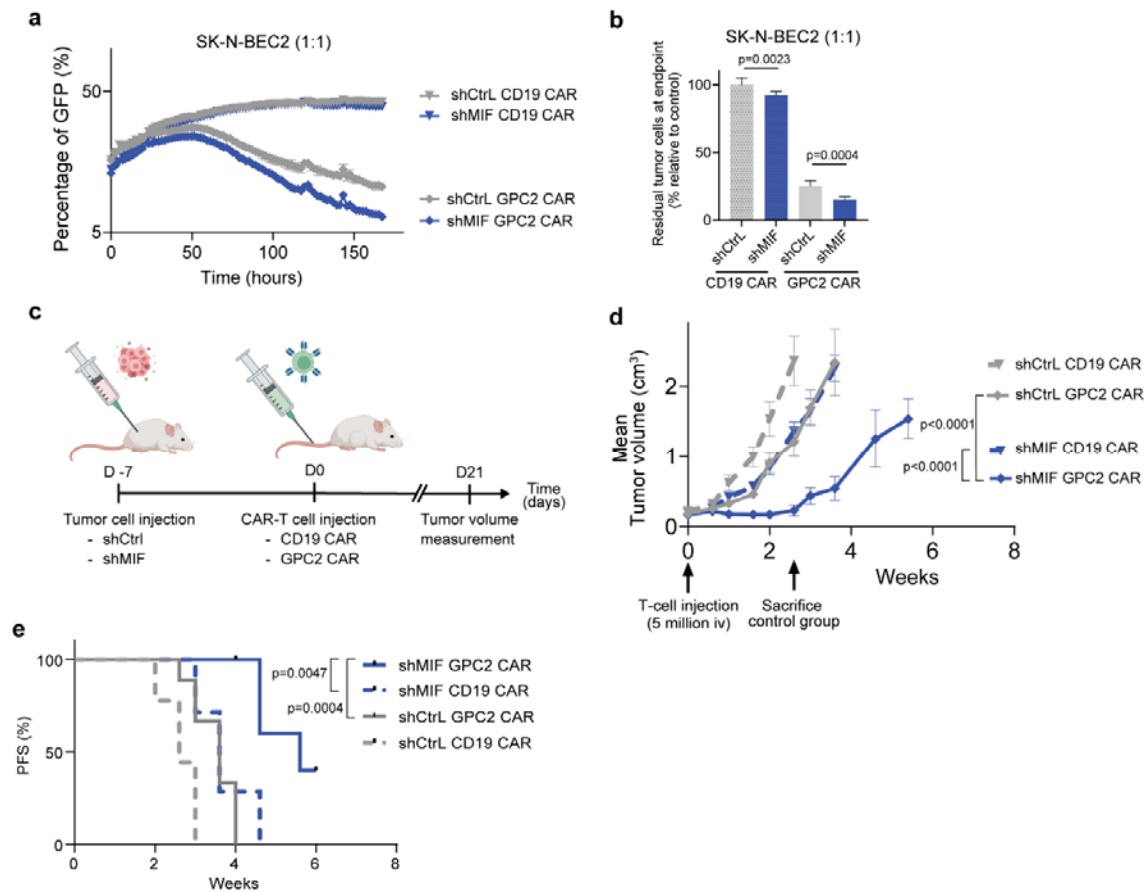 a
SK-N-BEC2 (1:1)
Percentage of GFP (%)
50
5
0
50
100
150
Time (hours)
shCtrL CD19 CAR
shMIF CD19 CAR
shCtrL GPC2 CAR
shMIF GPC2 CAR
b
SK-N-BEC2 (1:1)
Residual tumor cells at endpoint
(% relative to control)
100
50
0
p=0.0023
p=0.0004
shCtrL
shMIF
shCtrL
shMIF
CD19 CAR
GPC2 CAR
c
D -7
D0
D21
Time
(days)
Tumor cell injection
- shCtrl
- shMIF
CAR-T cell injection
- CD19 CAR
- GPC2 CAR
Tumor volume
measurement
d
Mean
Tumor volume (cm³)
2
1
0
0
2
4
6
8
Weeks
T-cell injection
(5 million iv)
Sacrifice
control group
shCtrL CD19 CAR
shCtrL GPC2 CAR
p<0.0001
shMIF CD19 CAR
p<0.0001
shMIF GPC2 CAR
e
PFS (%)
100
50
0
0
2
4
6
8
Weeks
p=0.0047
p=0.0004
shMIF GPC2 CAR
shMIF CD19 CAR
shCtrL GPC2 CAR
shCtrL CD19 CAR